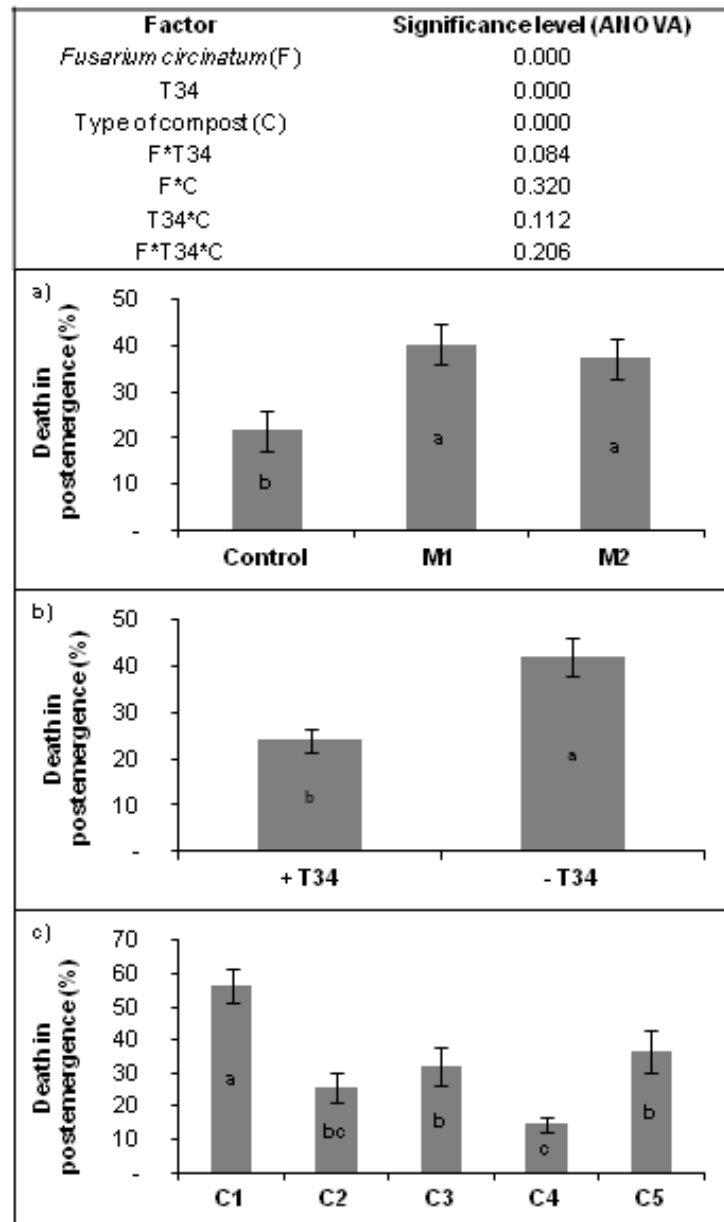 Factor Significance level (ANOVA)
Fusarium circinatum (F) 0.000
T34 0.000
Type of compost (C) 0.000
F*T34 0.084
F*C 0.320
T34*C 0.112
F*T34*C 0.206
a)
Death in
postemergence (%)
50
40
30
20
10
-
b a a
Control M1 M2
b)
Death in
postemergence (%)
50
40
30
20
10
-
b a
+ T34 - T34
c)
Death in
postemergence (%)
70
60
50
40
30
20
10
-
a bc b c b
C1 C2 C3 C4 C5